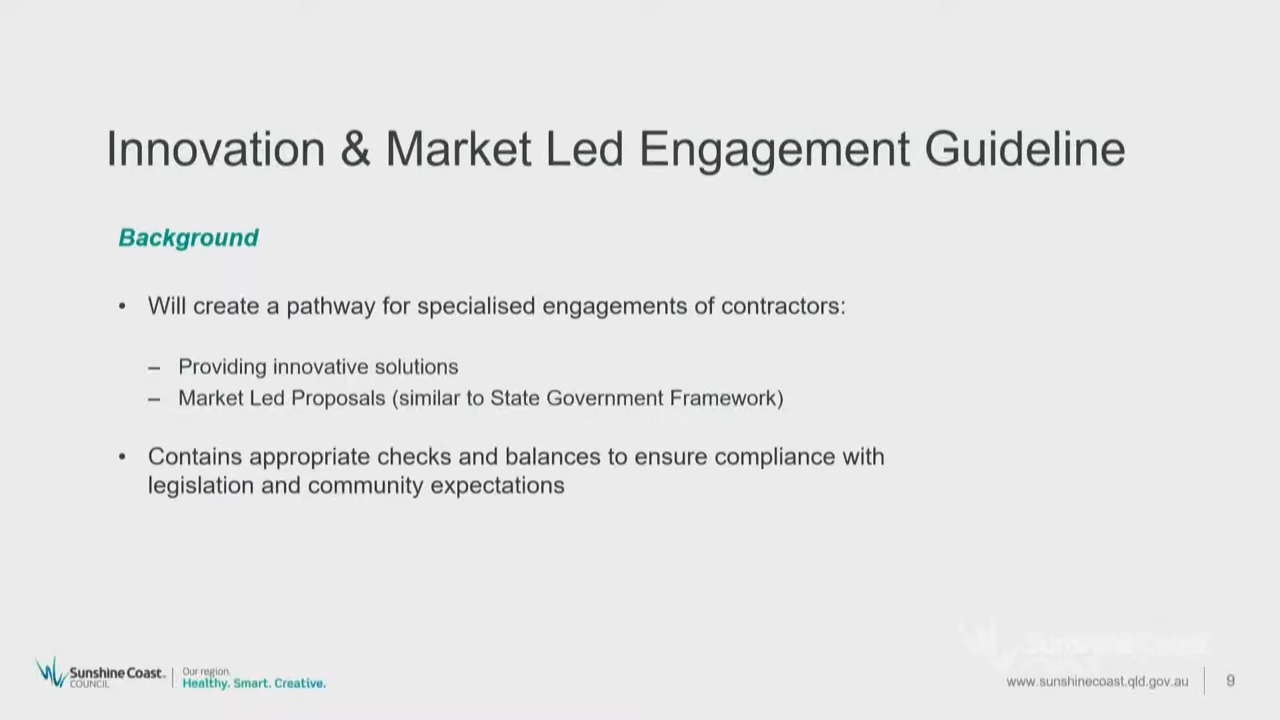 Innovation & Market Led Engagement Guideline
Background
• Will create a pathway for specialised engagements of contractors:
– Providing innovative solutions
– Market Led Proposals (similar to State Government Framework)
• Contains appropriate checks and balances to ensure compliance with
legislation and community expectations
Sunshine Coast.
COUNCIL
Our region.
Healthy. Smart. Creative.
www.sunshinecoast.qld.gov.au
9